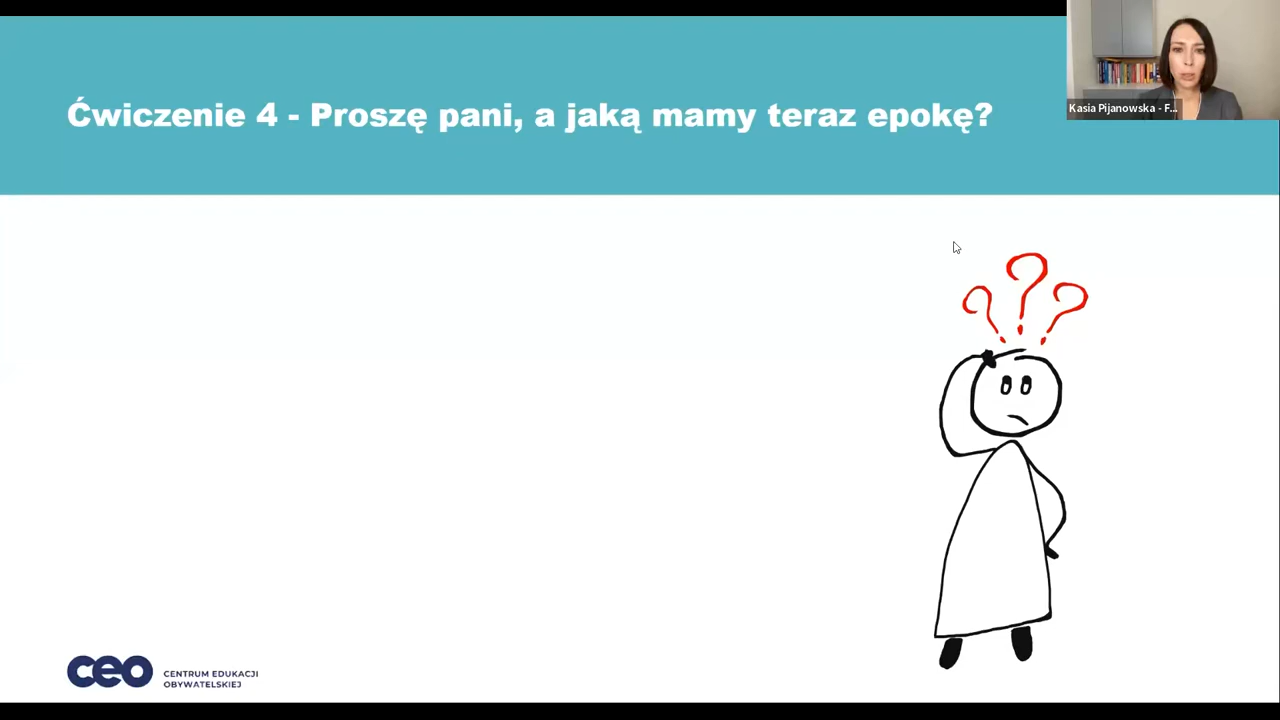 Ćwiczenie 4 - Proszę pani, a jaką mamy teraz epokę?
Kasia Pijanowska - F...
ceo CENTRUM EDUKACJI
OBYWATELSKIEJ